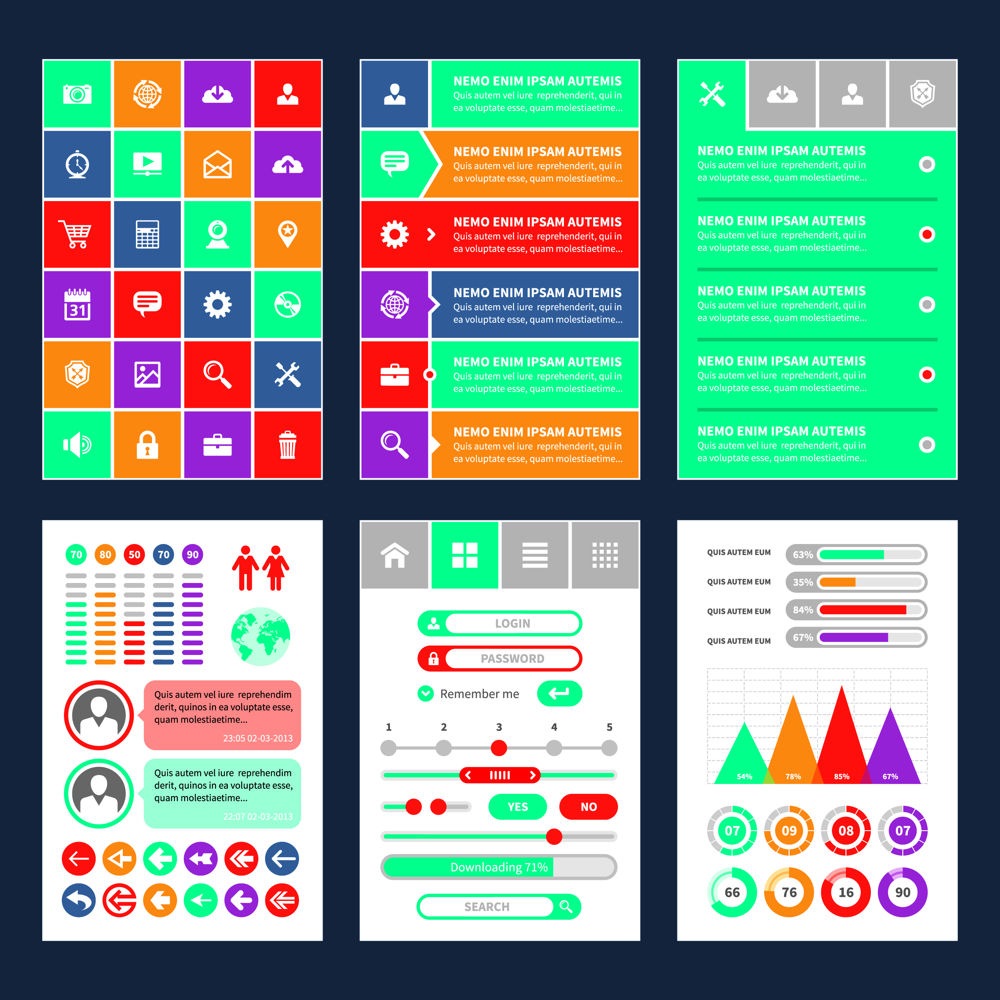 31
NEMO ENIM IPSAM AUTEMIS
Quis autem vel iure reprehenderit, qui in
ea voluptate esse, quam molestiaetime...
NEMO ENIM IPSAM AUTEMIS
Quis autem vel iure reprehenderit, qui in
ea voluptate esse, quam molestiaetime...
NEMO ENIM IPSAM AUTEMIS
Quis autem vel iure reprehenderit, qui in
ea voluptate esse, quam molestiaetime...
NEMO ENIM IPSAM AUTEMIS
Quis autem vel iure reprehenderit, qui in
ea voluptate esse, quam molestiaetime...
NEMO ENIM IPSAM AUTEMIS
Quis autem vel iure reprehenderit, qui in
ea voluptate esse, quam molestiaetime...
NEMO ENIM IPSAM AUTEMIS
Quis autem vel iure reprehenderit, qui in
ea voluptate esse, quam molestiaetime...
NEMO ENIM IPSAM AUTEMIS
Quis autem vel iure reprehenderit, qui in
ea voluptate esse, quam molestiaetime...
NEMO ENIM IPSAM AUTEMIS
Quis autem vel iure reprehenderit, qui in
ea voluptate esse, quam molestiaetime...
NEMO ENIM IPSAM AUTEMIS
Quis autem vel iure reprehenderit, qui in
ea voluptate esse, quam molestiaetime...
NEMO ENIM IPSAM AUTEMIS
Quis autem vel iure reprehenderit, qui in
ea voluptate esse, quam molestiaetime...
NEMO ENIM IPSAM AUTEMIS
Quis autem vel iure reprehenderit, qui in
ea voluptate esse, quam molestiaetime...
70 80 50 70 90
Quis autem vel iure reprehendim
derit, quinos in ea voluptate esse,
quam molestiaetime...
23:05 02-03-2013
Quis autem vel iure reprehendim
derit, quinos in ea voluptate esse,
quam molestiaetime...
22:07 02-03-2013
LOGIN
PASSWORD
Remember me
1 2 3 4 5
YES NO
Downloading 71%
SEARCH
QUIS AUTEM EUM 63%
QUIS AUTEM EUM 35%
QUIS AUTEM EUM 84%
QUIS AUTEM EUM 67%
54% 78% 85% 67%
07 09 08 07
66 76 16 90